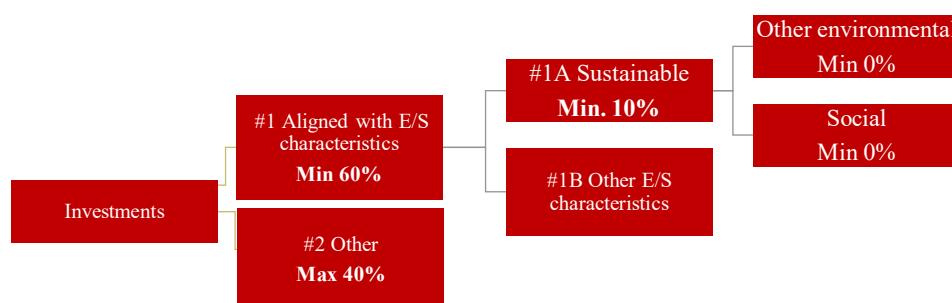 Investments
#1 Aligned with E/S
characteristics
Min 60%
#2 Other
Max 40%
#1A Sustainable
Min. 10%
#1B Other E/S
characteristics
Other environmental
Min 0%
Social
Min 0%